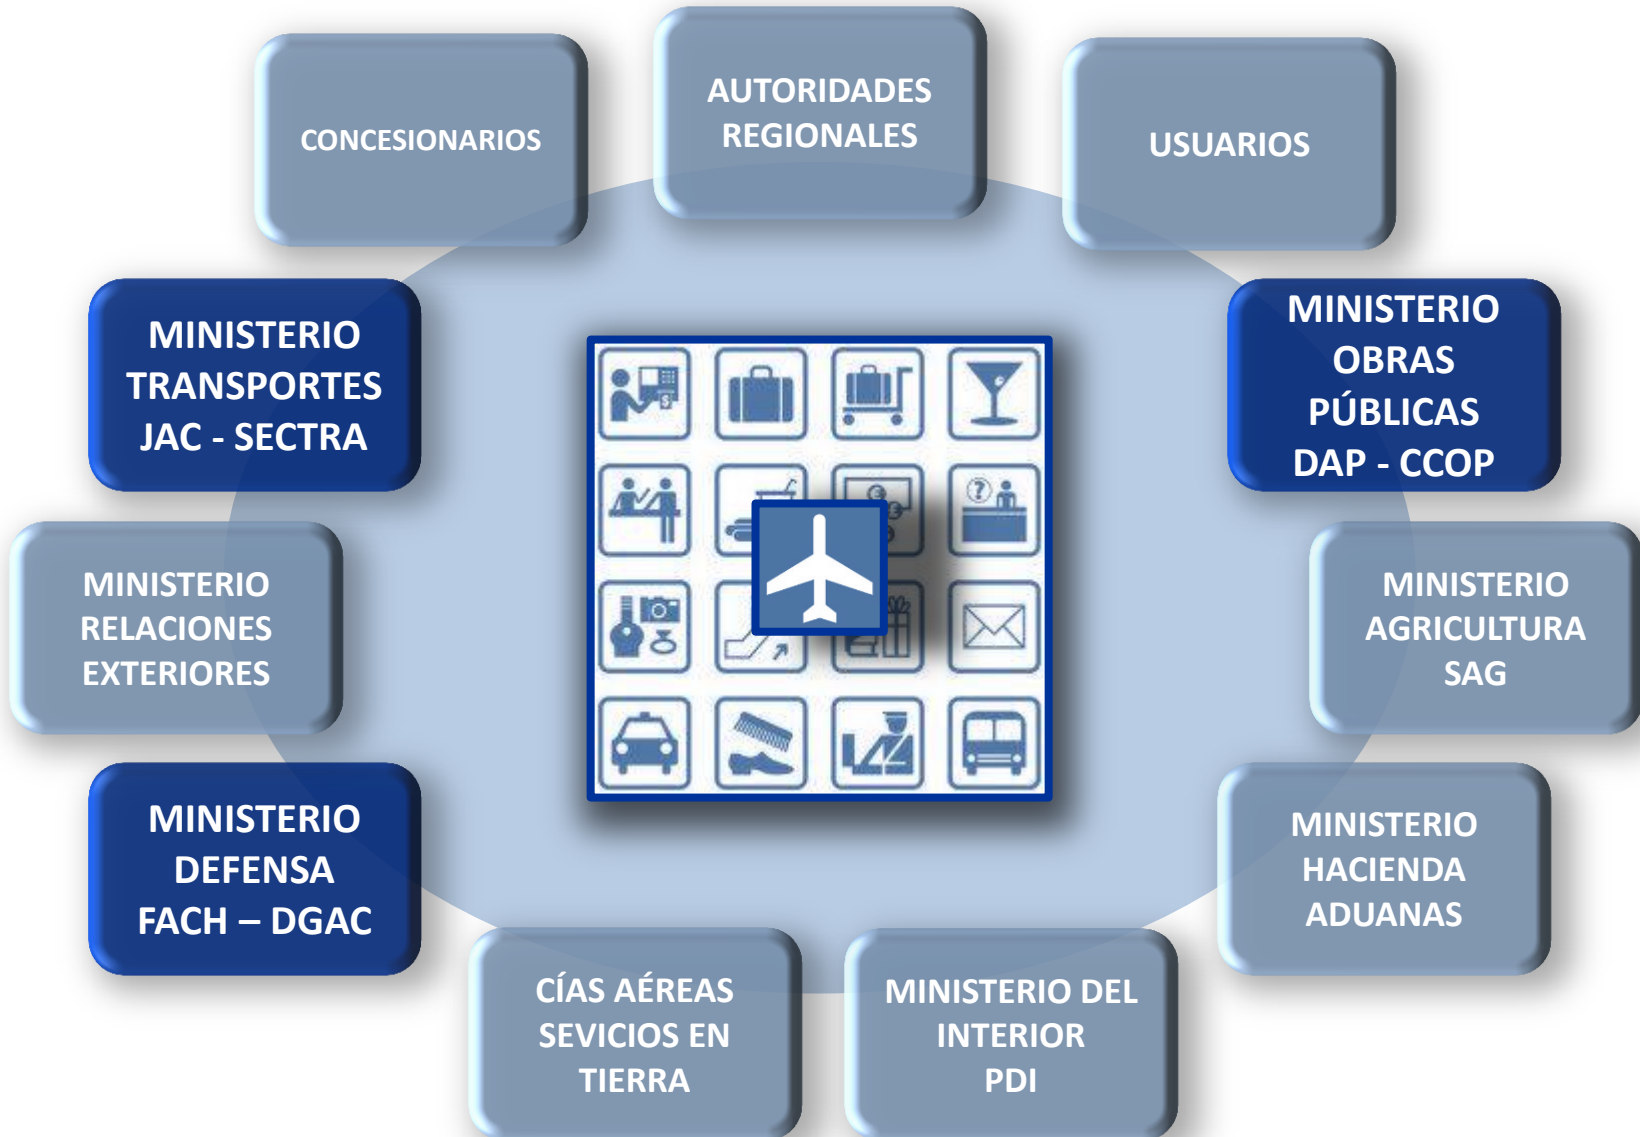 CONCESIONARIOS
AUTORIDADES
REGIONALES
USUARIOS
MINISTERIO
TRANSPORTES
JAC - SECTRA
MINISTERIO
OBRAS
PÚBLICAS
DAP - CCOP
MINISTERIO
RELACIONES
EXTERIORES
MINISTERIO
AGRICULTURA
SAG
MINISTERIO
DEFENSA
FACH – DGAC
MINISTERIO
HACIENDA
ADUANAS
CÍAS AÉREAS
SEVICIOS EN
TIERRA
MINISTERIO DEL
INTERIOR
PDI